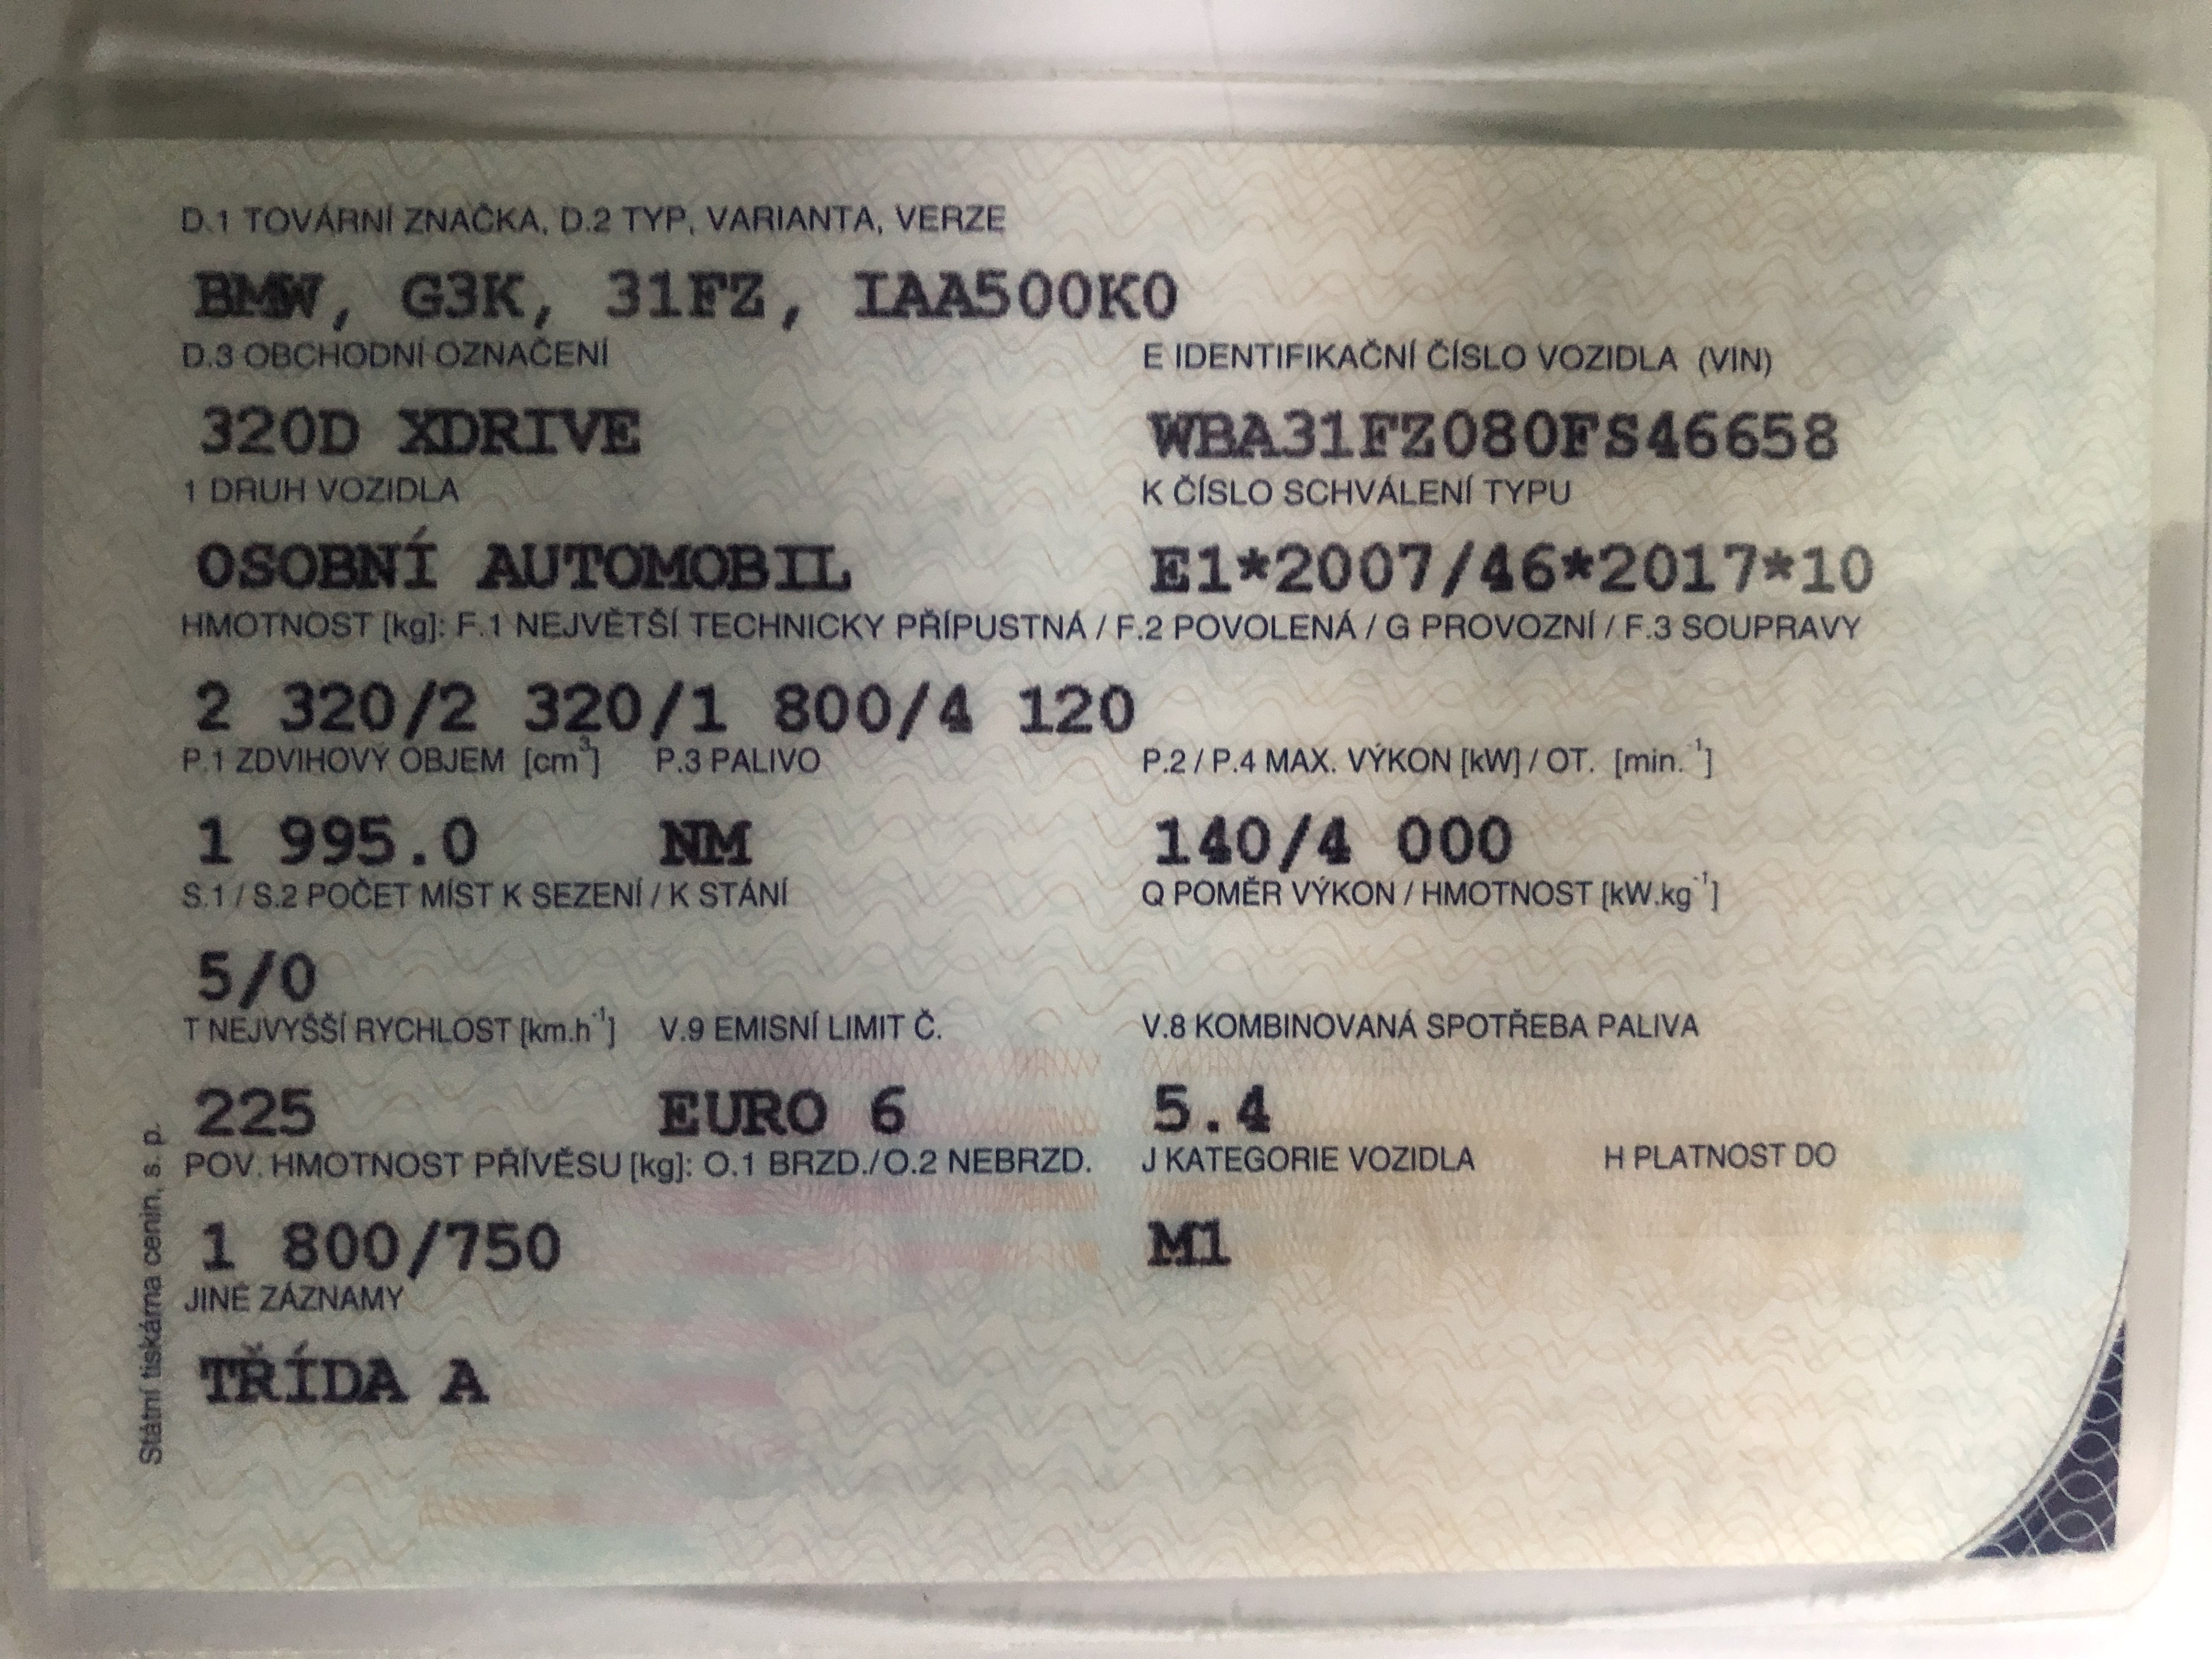 D.1 TOVÁRNÍ ZNAČKA, D.2 TYP, VARIANTA, VERZE
BMW, G3K, 31FZ, IAA500K0
D.3 OBCHODNÍ OZNAČENÍ E IDENTIFIKAČNÍ ČÍSLO VOZIDLA (VIN)
320D XDRIVE WBA31FZ080FS46658
1 DRUH VOZIDLA K ČÍSLO SCHVÁLENÍ TYPU
OSOBNÍ AUTOMOBIL E1*2007/46*2017*10
HMOTNOST [kg]: F.1 NEJVĚTŠÍ TECHNICKY PŘÍPUSTNÁ / F.2 POVOLENÁ / G PROVOZNÍ / F.3 SOUPRAVY
2 320/2 320/1 800/4 120
P.1 ZDVIHOVÝ OBJEM [cm³] P.3 PALIVO P.2 / P.4 MAX. VÝKON [kW] / OT. [min.⁻¹]
1 995.0 NM 140/4 000
S.1 / S.2 POČET MÍST K SEZENÍ / K STÁNÍ Q POMĚR VÝKON / HMOTNOST [kW.kg⁻¹]
5/0
T NEJVYŠŠÍ RYCHLOST [km.h⁻¹] V.9 EMISNÍ LIMIT Č. V.8 KOMBINOVANÁ SPOTŘEBA PALIVA
225 EURO 6 5.4
POV. HMOTNOST PŘÍVĚSU [kg]: O.1 BRZD./O.2 NEBRZD. J KATEGORIE VOZIDLA H PLATNOST DO
1 800/750 M1
JINÉ ZÁZNAMY
TŘÍDA A
Státní tiskárna cenin, s. p.